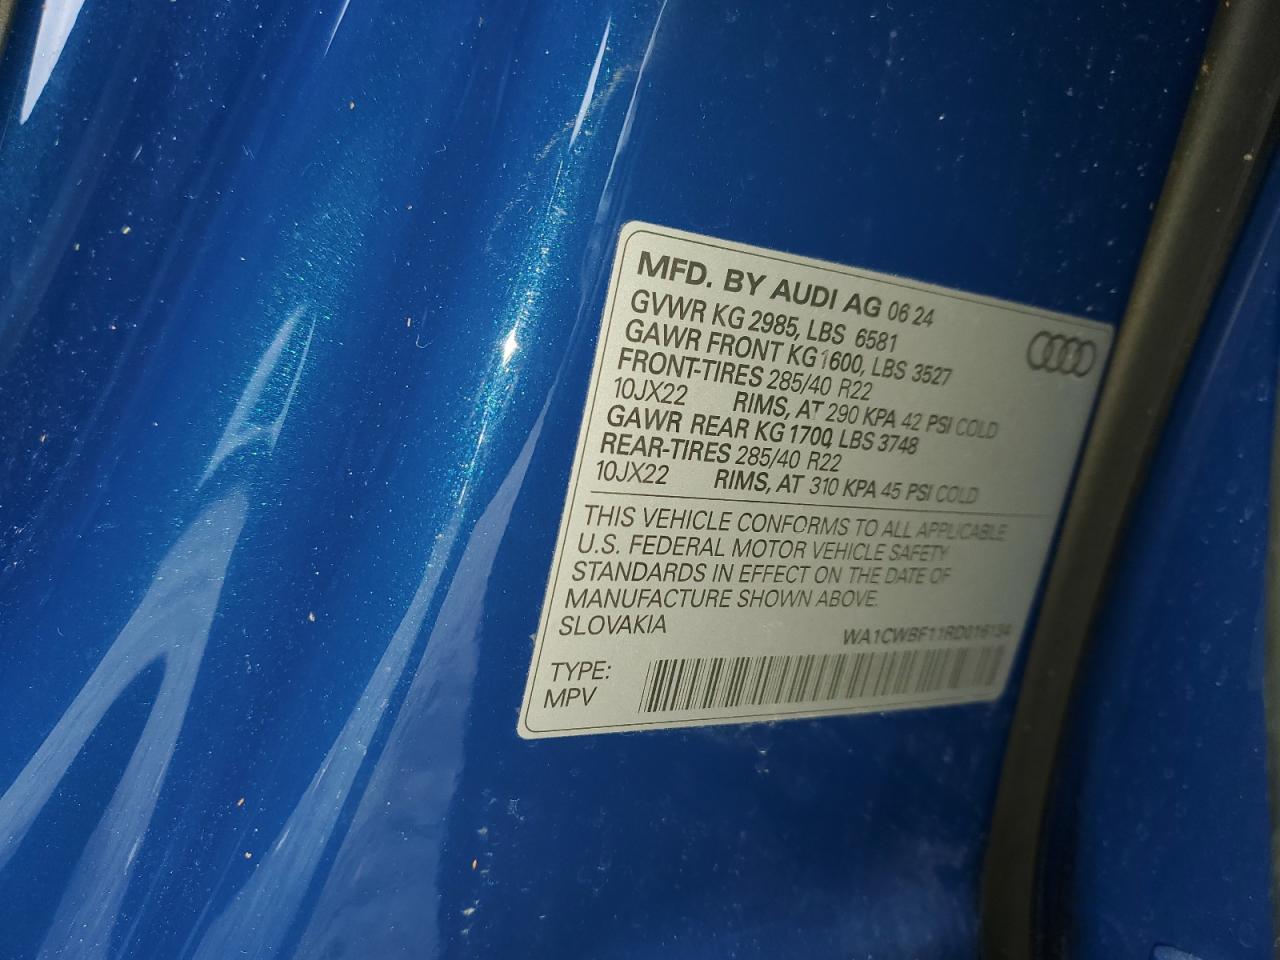 MFD. BY AUDI AG 06 24
GVWR KG 2985, LBS 6581
GAWR FRONT KG 1600, LBS 3527
FRONT-TIRES 285/40 R22
10JX22 RIMS, AT 290 KPA 42 PSI COLD
GAWR REAR KG 1700, LBS 3748
REAR-TIRES 285/40 R22
10JX22 RIMS, AT 310 KPA 45 PSI COLD
THIS VEHICLE CONFORMS TO ALL APPLICABLE
U.S. FEDERAL MOTOR VEHICLE SAFETY
STANDARDS IN EFFECT ON THE DATE OF
MANUFACTURE SHOWN ABOVE.
SLOVAKIA
WA1CWBF11RD016134
TYPE:
MPV